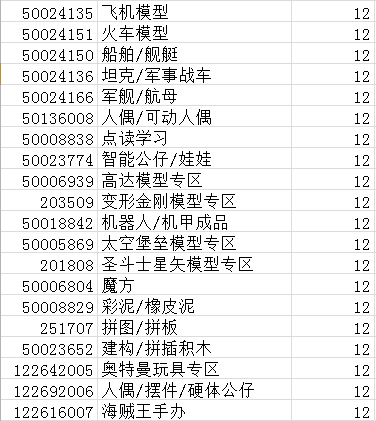 50024135 飞机模型 12
50024151 火车模型 12
50024150 船舶/舰艇 12
50024136 坦克/军事战车 12
50024166 军舰/航母 12
50136008 人偶/可动人偶 12
50008838 点读学习 12
50023774 智能公仔/娃娃 12
50006939 高达模型专区 12
203509 变形金刚模型专区 12
50018842 机器人/机甲成品 12
50005869 太空堡垒模型专区 12
201808 圣斗士星矢模型专区 12
50006804 魔方 12
50008829 彩泥/橡皮泥 12
251707 拼图/拼板 12
50023652 建构/拼插积木 12
122642005 奥特曼玩具专区 12
122692006 人偶/摆件/硬体公仔 12
122616007 海贼王手办 12